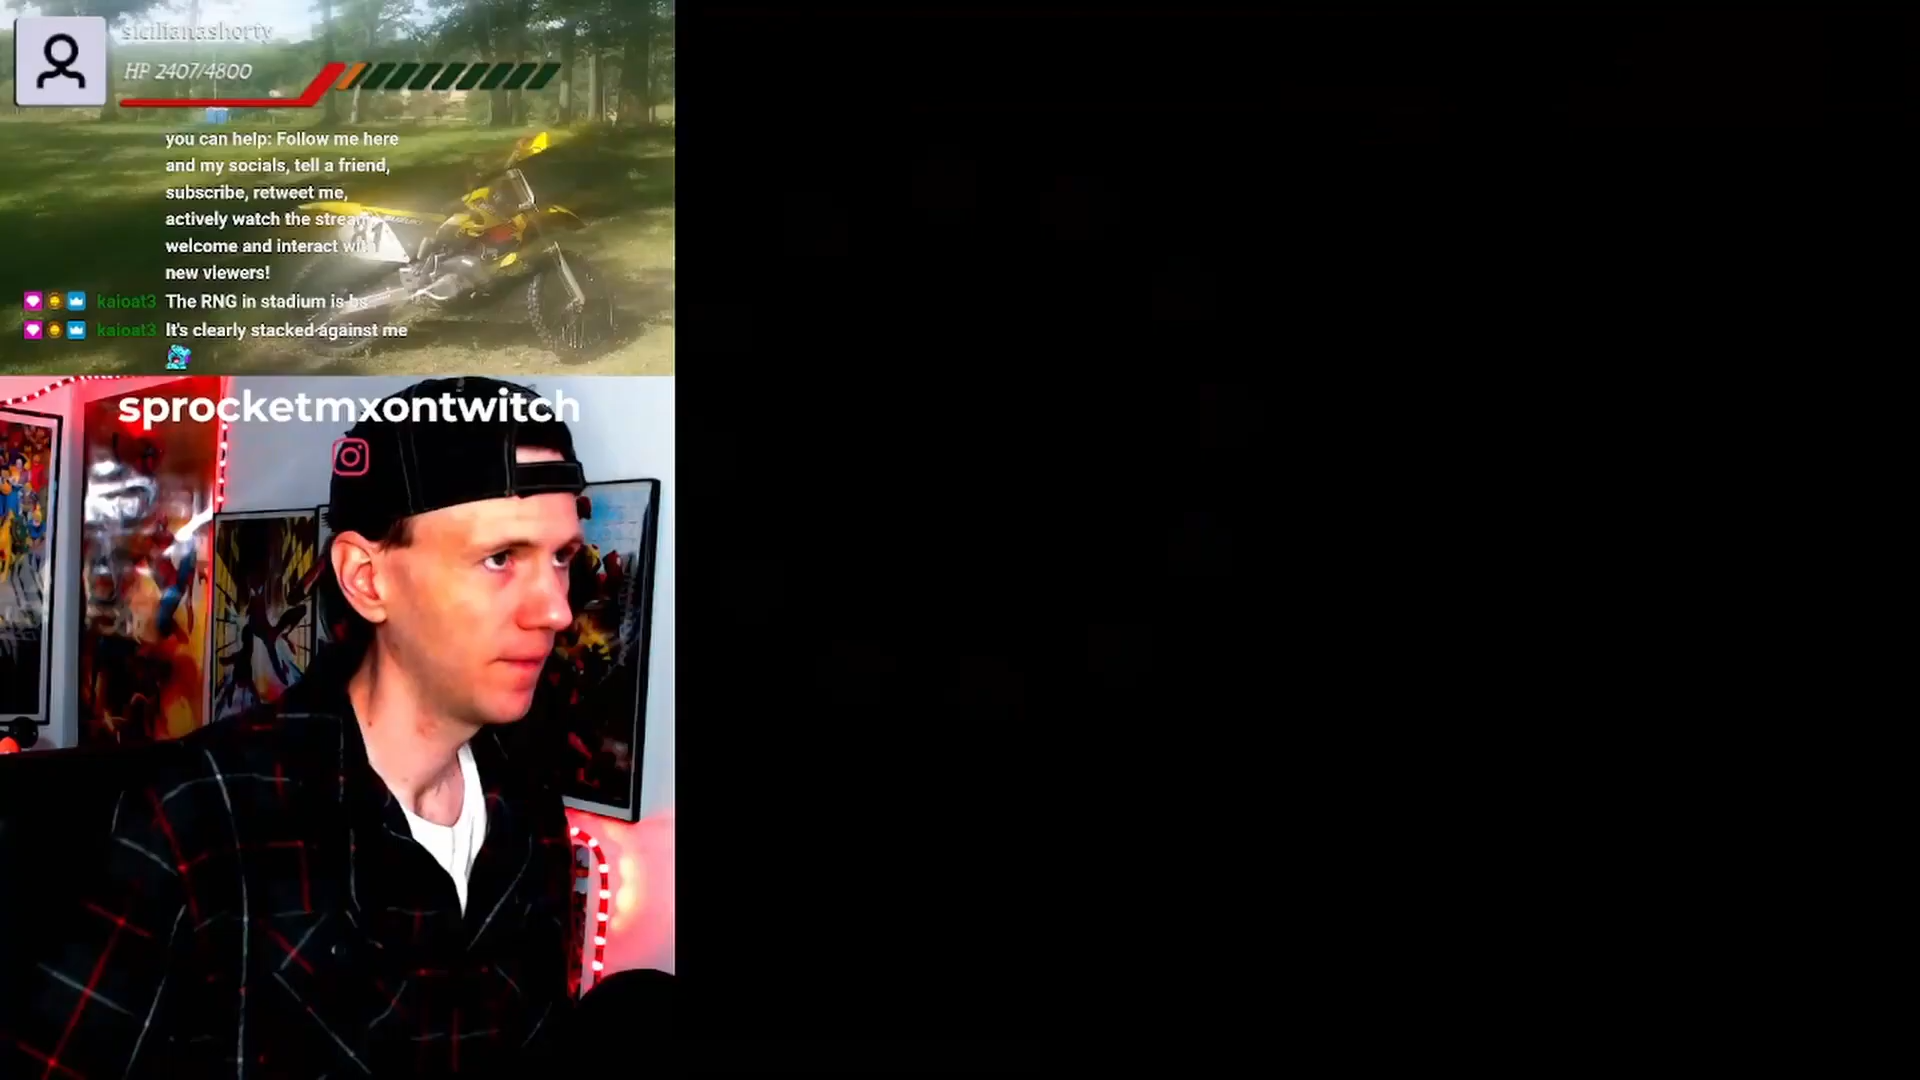 sicilianashorty
HP 2407/4800
you can help: Follow me here
and my socials, tell a friend,
subscribe, retweet me,
actively watch the stream
welcome and interact with
new viewers!
kaioat3 The RNG in stadium is bs
kaioat3 It's clearly stacked against me
sprocketmxontwitch